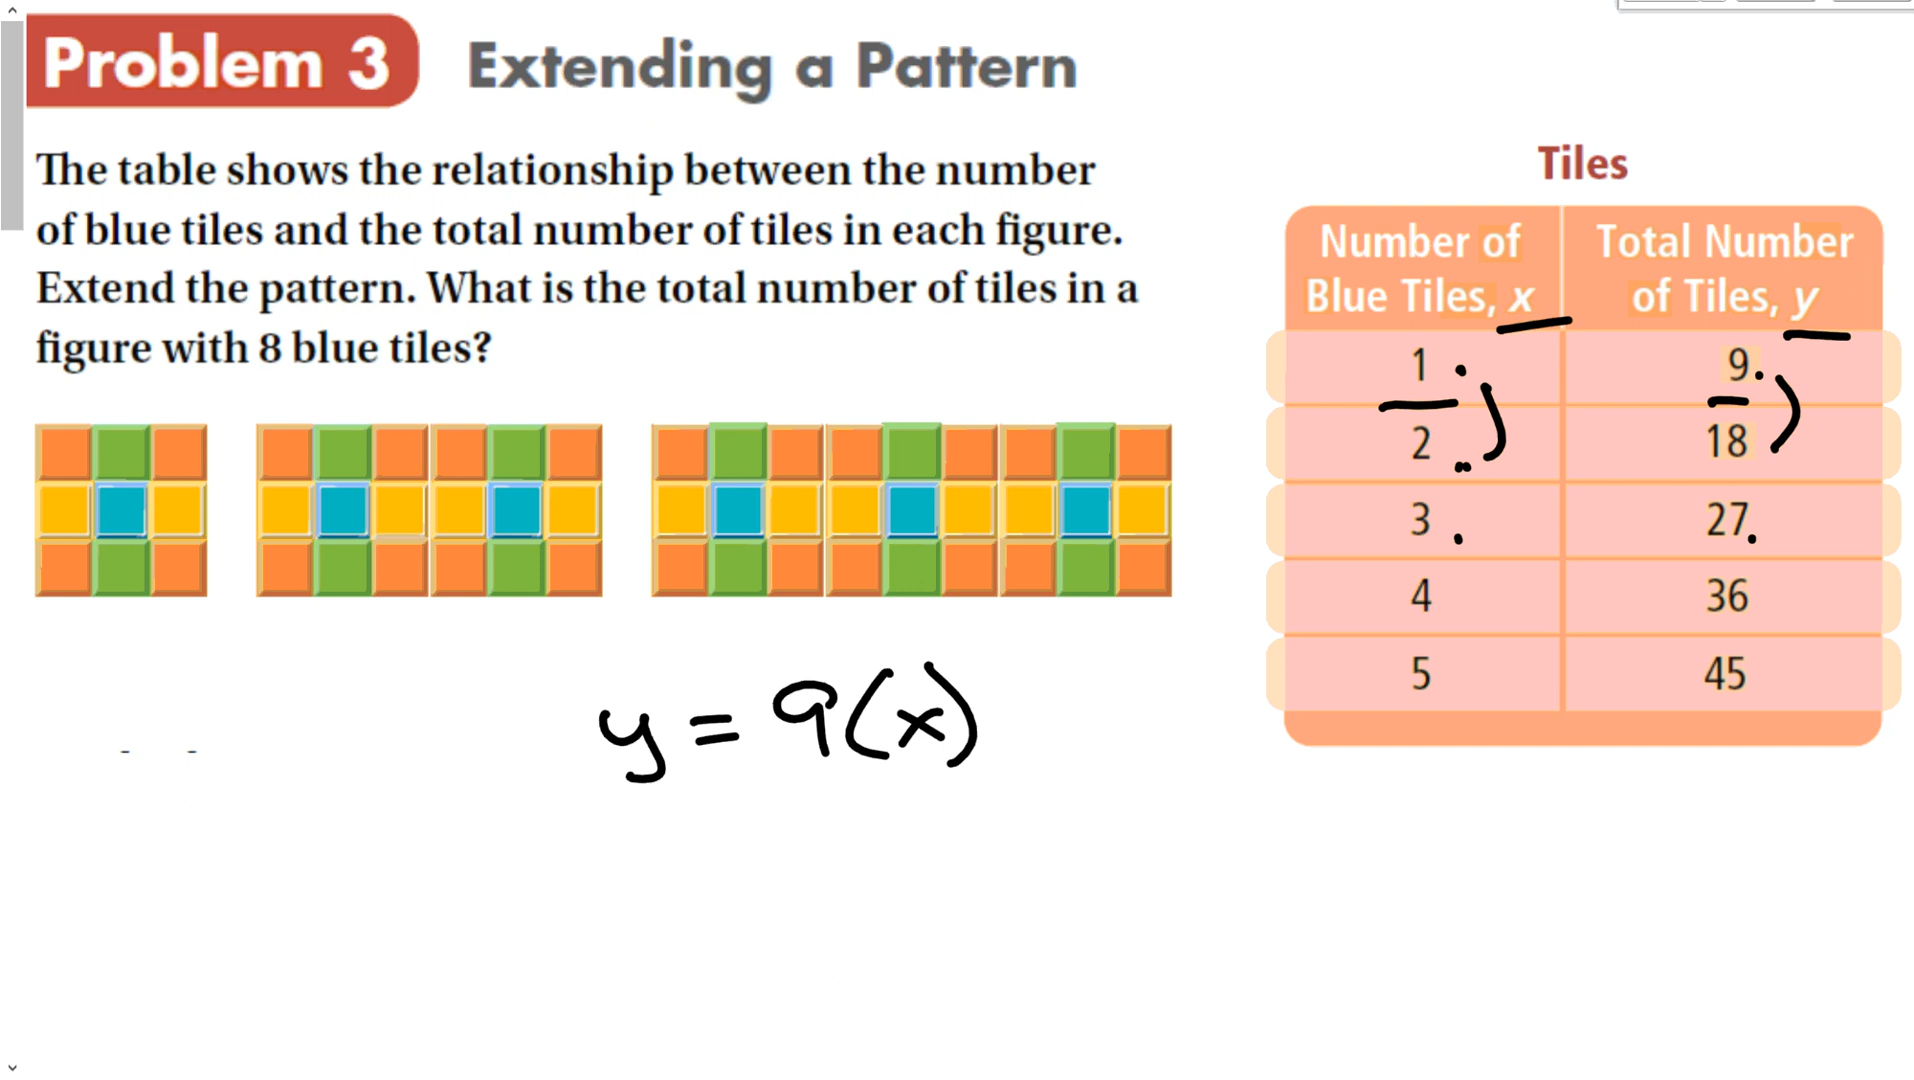 Problem 3 Extending a Pattern
The table shows the relationship between the number
of blue tiles and the total number of tiles in each figure.
Extend the pattern. What is the total number of tiles in a
figure with 8 blue tiles?
Tiles
Number of Blue Tiles, x
Total Number of Tiles, y
1 9
2 18
3 27
4 36
5 45
y = 9(x)